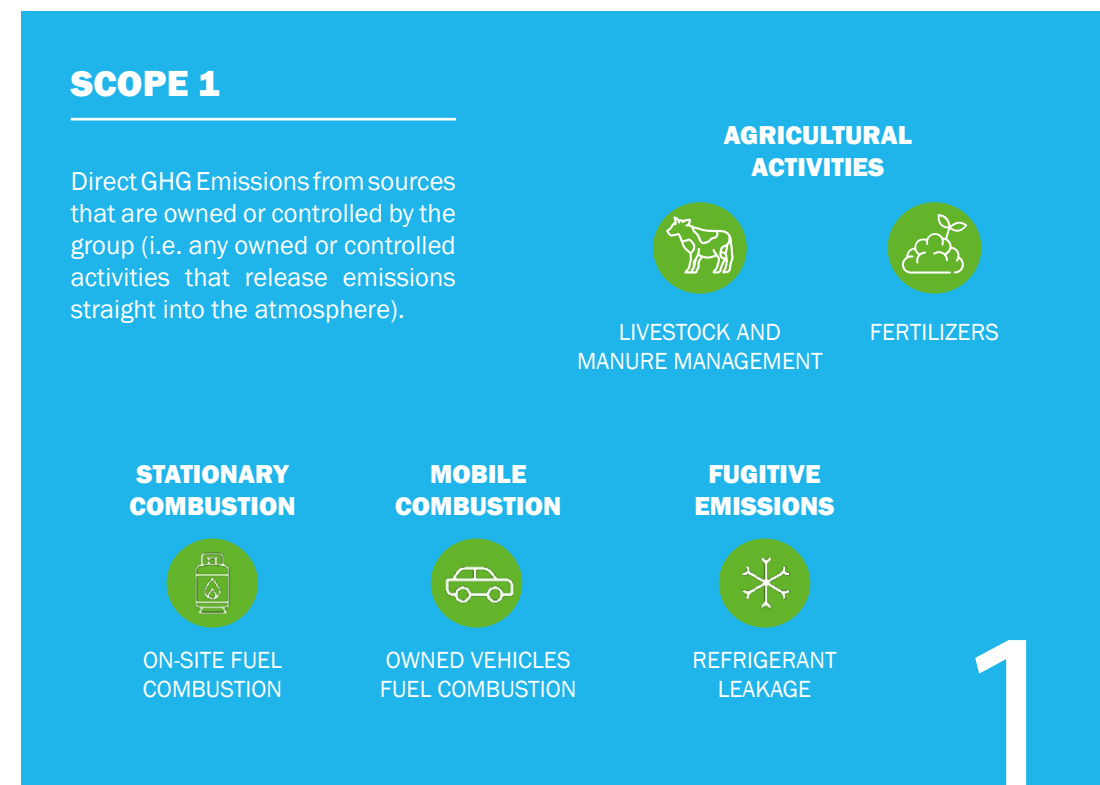 SCOPE 1
Direct GHG Emissions from sources
that are owned or controlled by the
group (i.e. any owned or controlled
activities that release emissions
straight into the atmosphere).
AGRICULTURAL
ACTIVITIES
LIVESTOCK AND
MANURE MANAGEMENT
FERTILIZERS
STATIONARY
COMBUSTION
ON-SITE FUEL
COMBUSTION
MOBILE
COMBUSTION
OWNED VEHICLES
FUEL COMBUSTION
FUGITIVE
EMISSIONS
REFRIGERANT
LEAKAGE
1